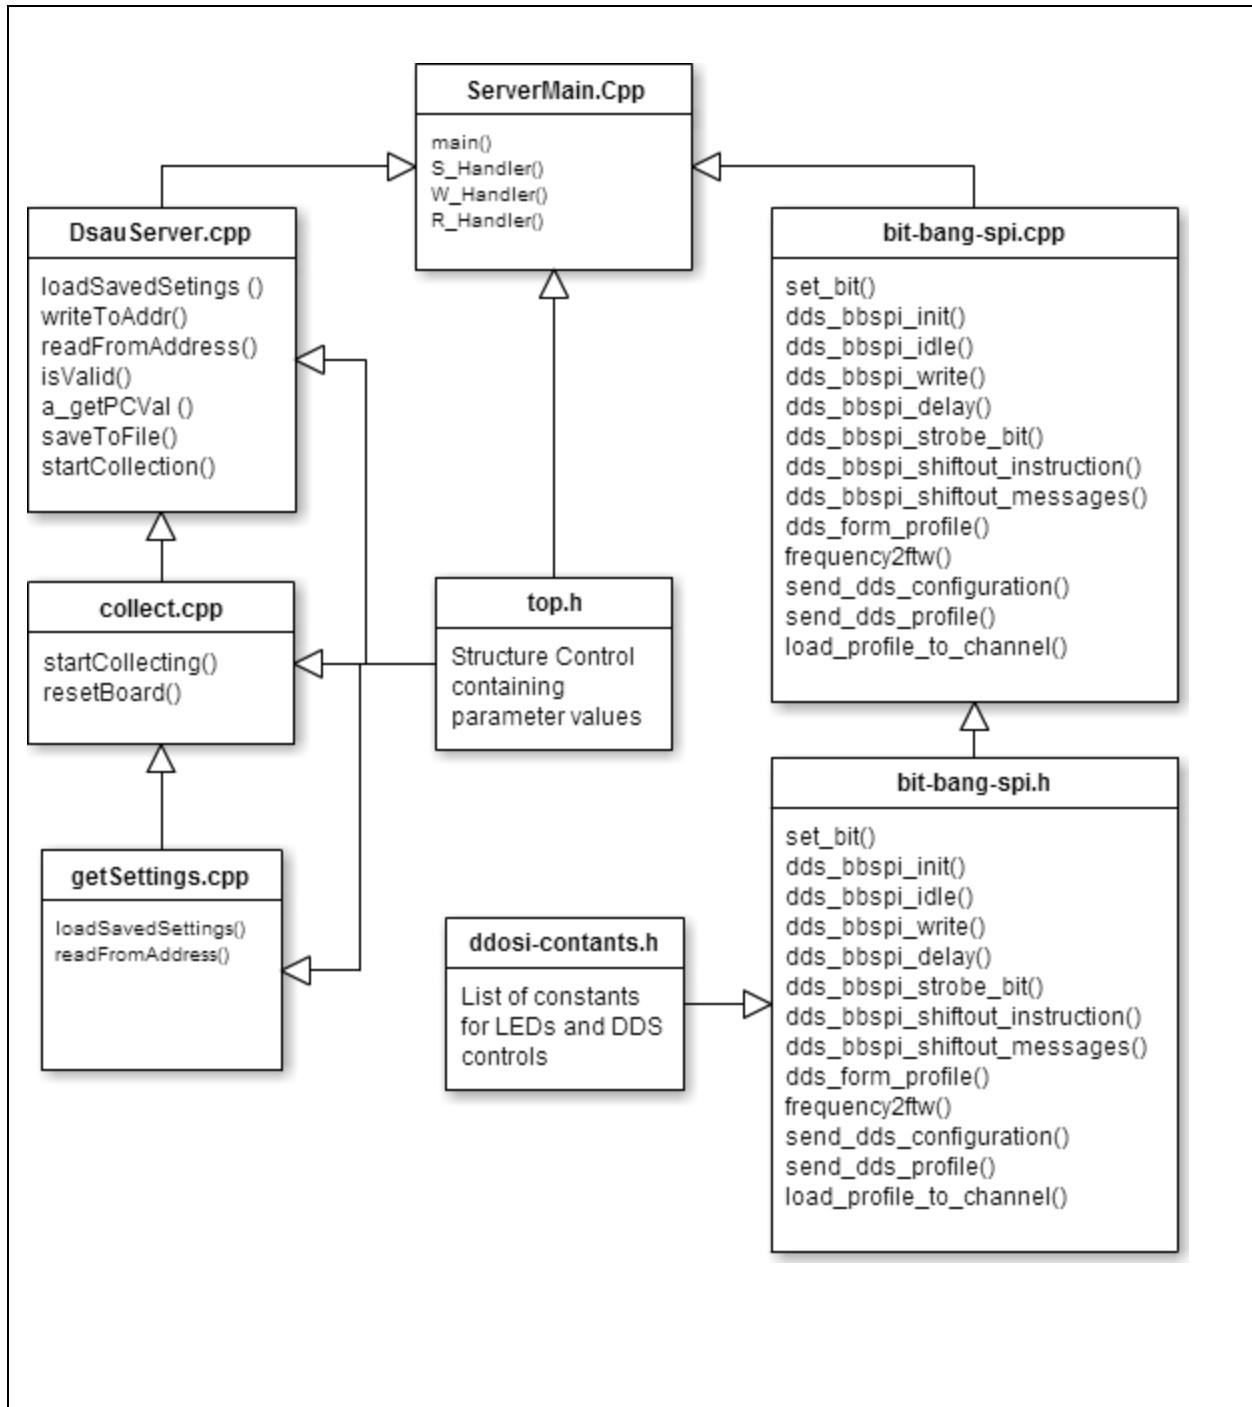 ServerMain.Cpp
main()
S_Handler()
W_Handler()
R_Handler()
DsauServer.cpp
loadSavedSetings ()
writeToAddr()
readFromAddress()
isValid()
a_getPCVal ()
saveToFile()
startCollection()
bit-bang-spi.cpp
set_bit()
dds_bbspi_init()
dds_bbspi_idle()
dds_bbspi_write()
dds_bbspi_delay()
dds_bbspi_strobe_bit()
dds_bbspi_shiftout_instruction()
dds_bbspi_shiftout_messages()
dds_form_profile()
frequency2ftw()
send_dds_configuration()
send_dds_profile()
load_profile_to_channel()
collect.cpp
startCollecting()
resetBoard()
top.h
Structure Control
containing
parameter values
getSettings.cpp
loadSavedSettings()
readFromAddress()
ddosi-contants.h
List of constants
for LEDs and DDS
controls
bit-bang-spi.h
set_bit()
dds_bbspi_init()
dds_bbspi_idle()
dds_bbspi_write()
dds_bbspi_delay()
dds_bbspi_strobe_bit()
dds_bbspi_shiftout_instruction()
dds_bbspi_shiftout_messages()
dds_form_profile()
frequency2ftw()
send_dds_configuration()
send_dds_profile()
load_profile_to_channel()